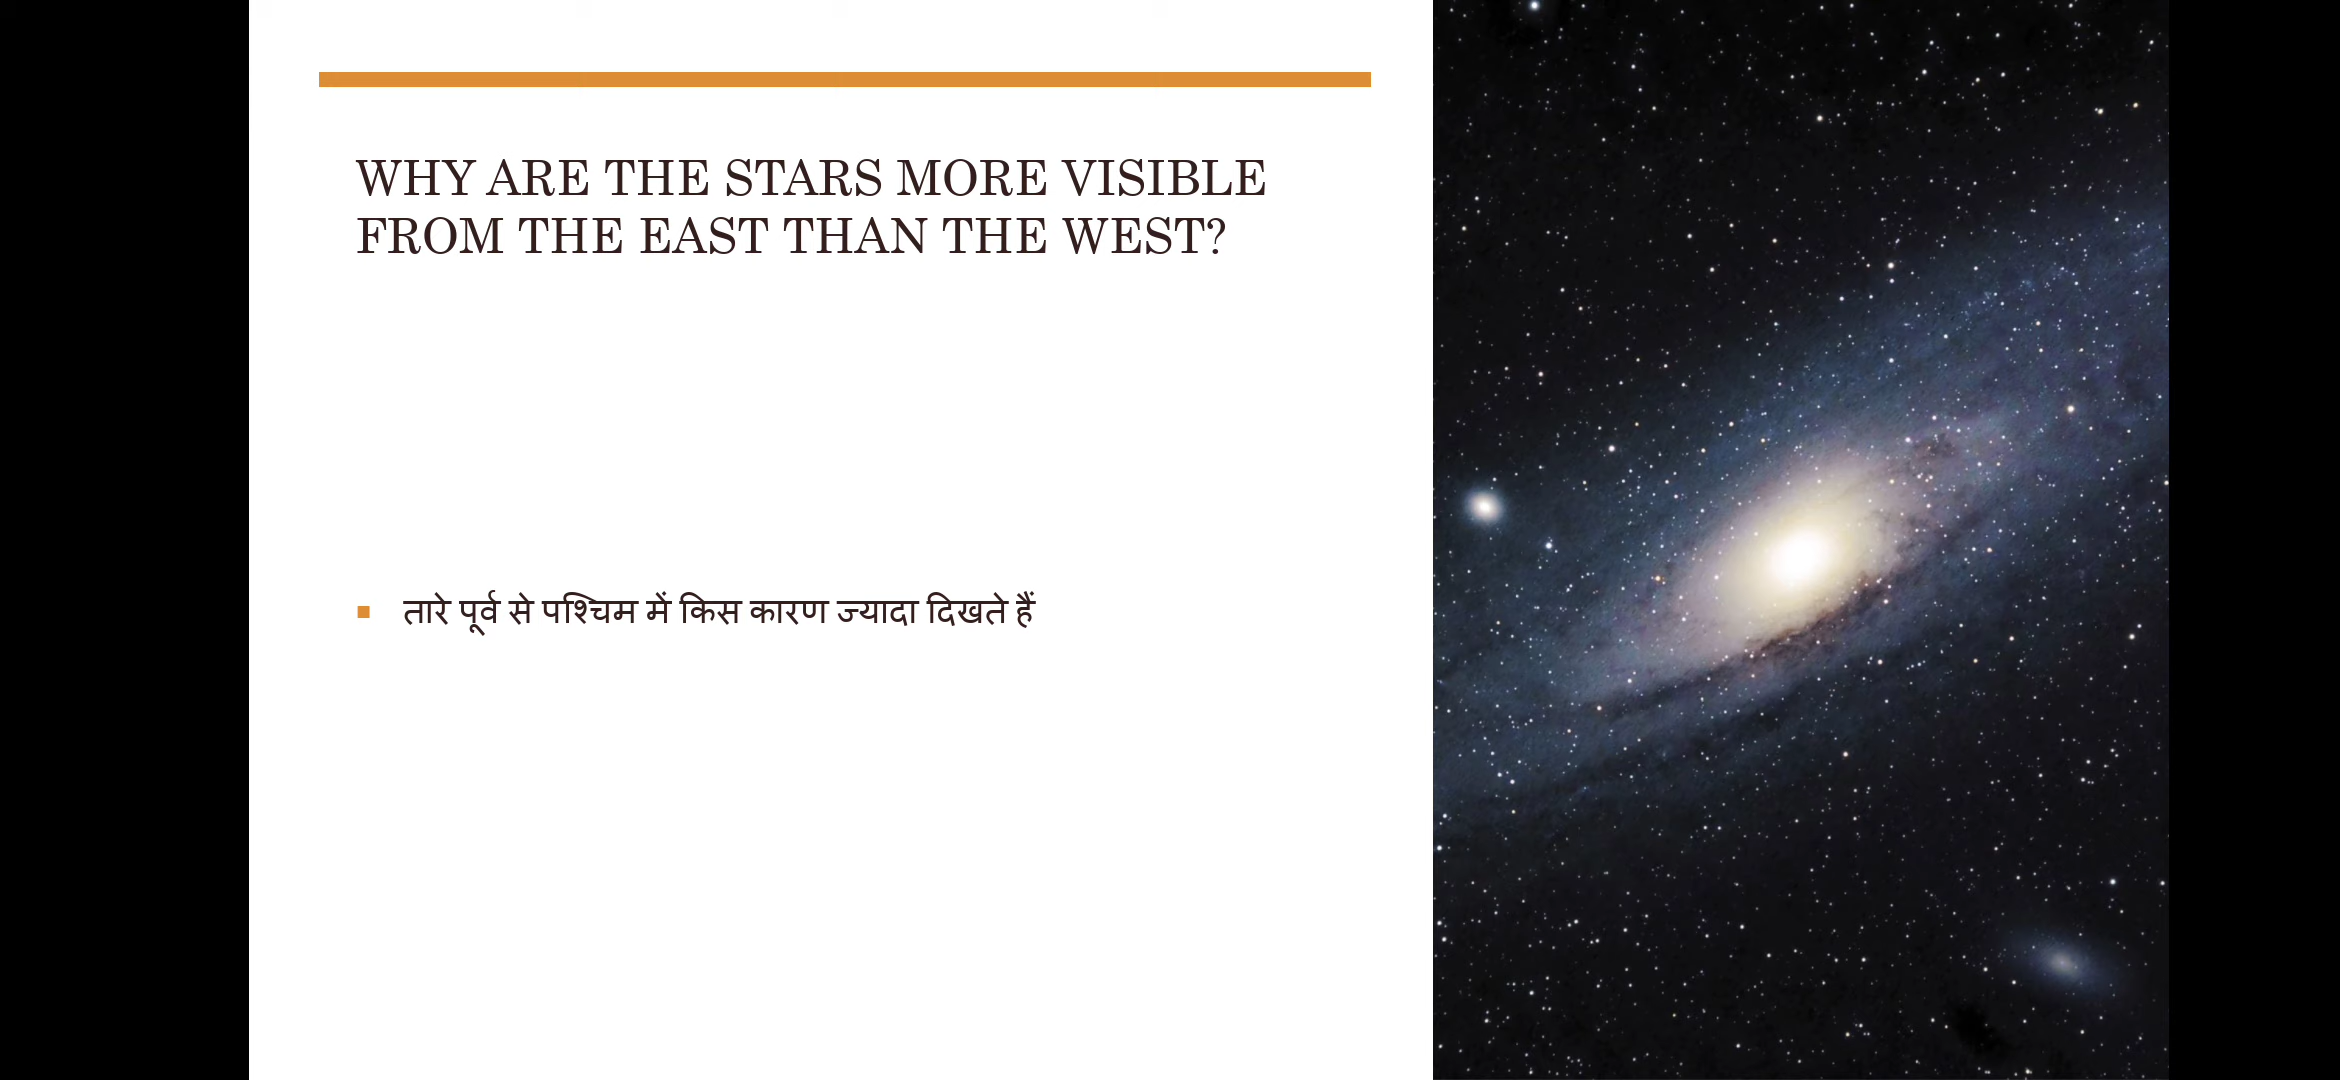 WHY ARE THE STARS MORE VISIBLE
FROM THE EAST THAN THE WEST?
तारे पूर्व से पश्चिम में किस कारण ज्यादा दिखते हैं